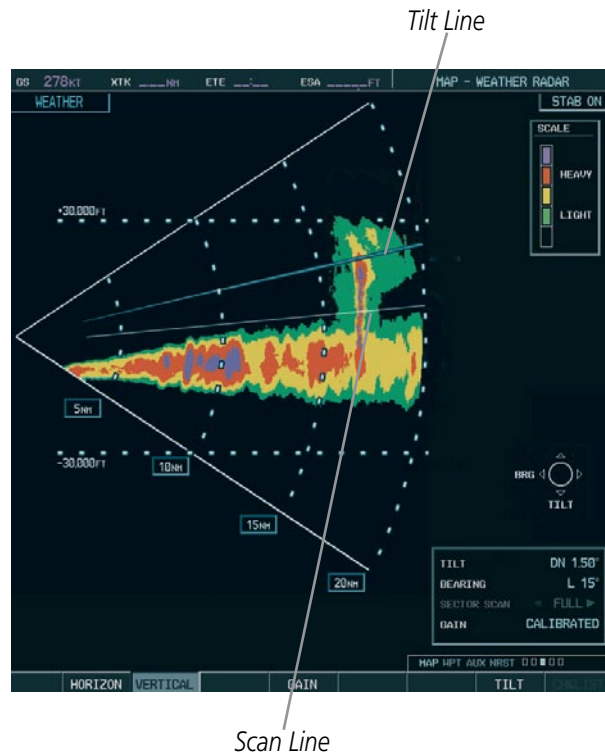 Tilt Line
GS 278KT XTK ___NM ETE __:__ ESA _____FT MAP - WEATHER RADAR
WEATHER STAB ON
SCALE
HEAVY
LIGHT
+30,000FT
5NM
-30,000FT
10NM
15NM
20NM
BRG
TILT
TILT DN 1.50°
BEARING L 15°
SECTOR SCAN ◄ FULL ►
GAIN CALIBRATED
MAP WPT AUX NRST
HORIZON VERTICAL GAIN TILT CHKLIST
Scan Line